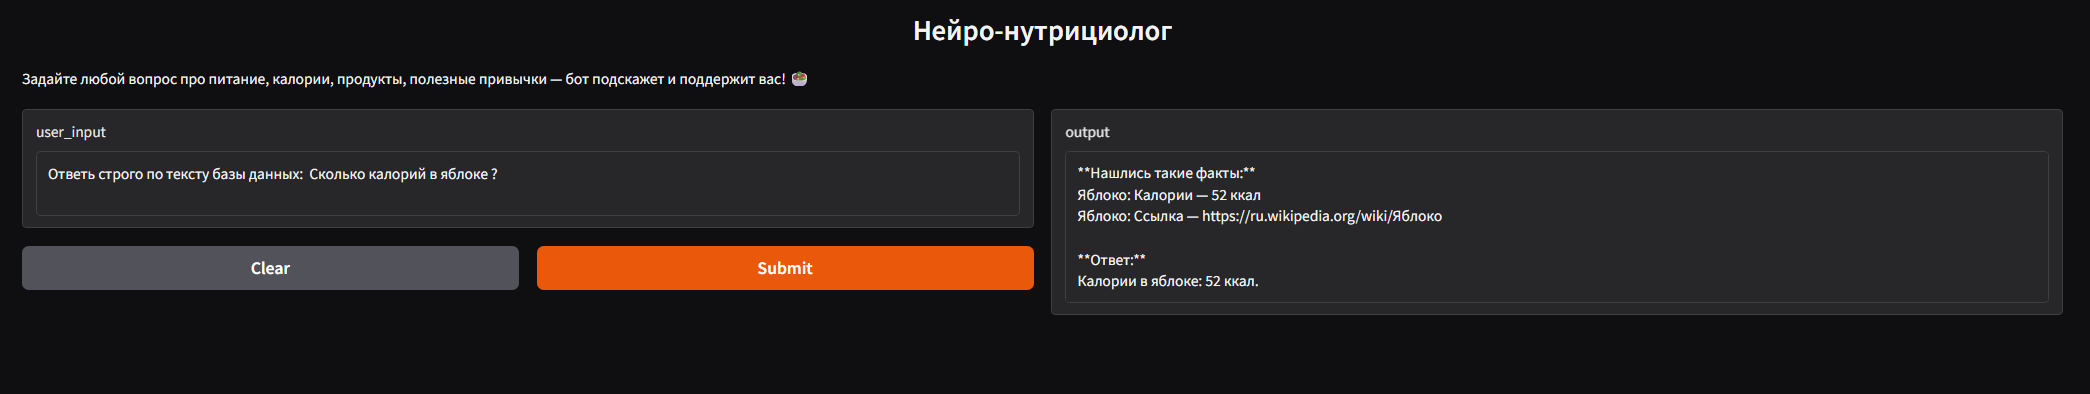 Нейро-нутрициолог
Задайте любой вопрос про питание, калории, продукты, полезные привычки — бот подскажет и поддержит вас! 🥗
user_input
Ответь строго по тексту базы данных:  Сколько калорий в яблоке ?
Clear
Submit
output
**Нашлись такие факты:**
Яблоко: Калории — 52 ккал
Яблоко: Ссылка — https://ru.wikipedia.org/wiki/Яблоко
**Ответ:**
Калории в яблоке: 52 ккал.